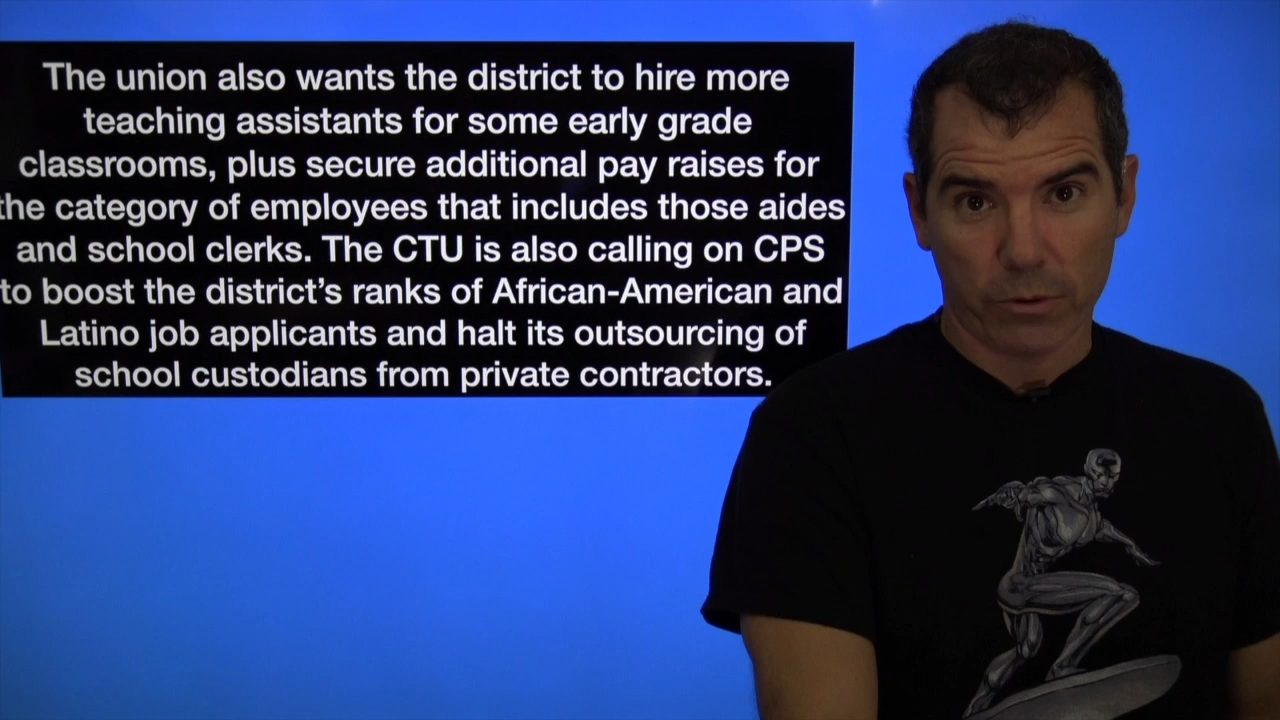 The union also wants the district to hire more
teaching assistants for some early grade
classrooms, plus secure additional pay raises for
the category of employees that includes those aides
and school clerks. The CTU is also calling on CPS
to boost the district’s ranks of African-American and
Latino job applicants and halt its outsourcing of
school custodians from private contractors.